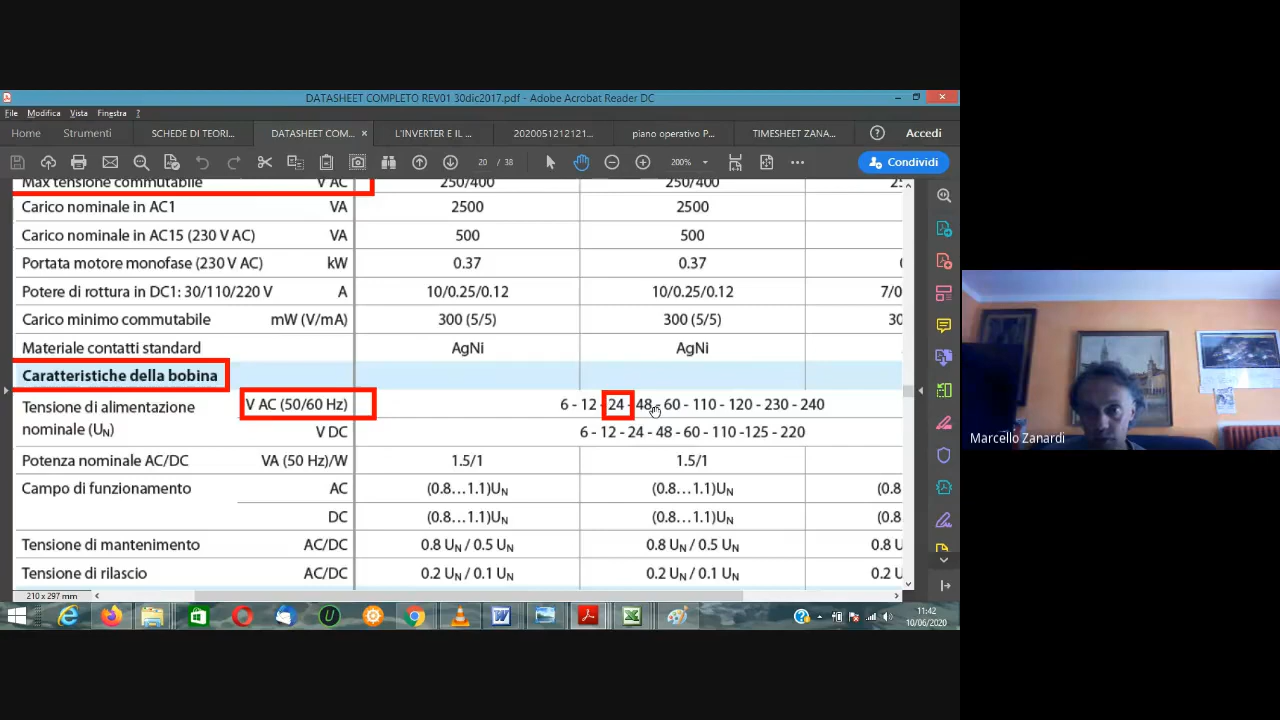 DATASHEET COMPLETO REV01 30dic2017.pdf - Adobe Acrobat Reader DC
File Modifica Vista Finestra ?
Home Strumenti SCHEDE DI TEORI... DATASHEET COM... × L'INVERTER E IL ... 2020051212121... piano operativo P... TIMESHEET ZANA... Accedi
20 / 38 200% Condividi
Max tensione commutabile V AC 250/400 250/400
Carico nominale in AC1 VA 2500 2500
Carico nominale in AC15 (230 V AC) VA 500 500
Portata motore monofase (230 V AC) kW 0.37 0.37
Potere di rottura in DC1: 30/110/220 V A 10/0.25/0.12 10/0.25/0.12 7/0
Carico minimo commutabile mW (V/mA) 300 (5/5) 300 (5/5) 30
Materiale contatti standard AgNi AgNi
Caratteristiche della bobina
Tensione di alimentazione V AC (50/60 Hz) 6 - 12 - 24 - 48 - 60 - 110 - 120 - 230 - 240
nominale (UN) V DC 6 - 12 - 24 - 48 - 60 - 110 -125 - 220
Potenza nominale AC/DC VA (50 Hz)/W 1.5/1 1.5/1
Campo di funzionamento AC (0.8…1.1)UN (0.8…1.1)UN (0.8
DC (0.8…1.1)UN (0.8…1.1)UN (0.8
Tensione di mantenimento AC/DC 0.8 UN / 0.5 UN 0.8 UN / 0.5 UN 0.8 U
Tensione di rilascio AC/DC 0.2 UN / 0.1 UN 0.2 UN / 0.1 UN 0.2 U
210 x 297 mm
11:42
10/06/2020
Marcello Zanardi